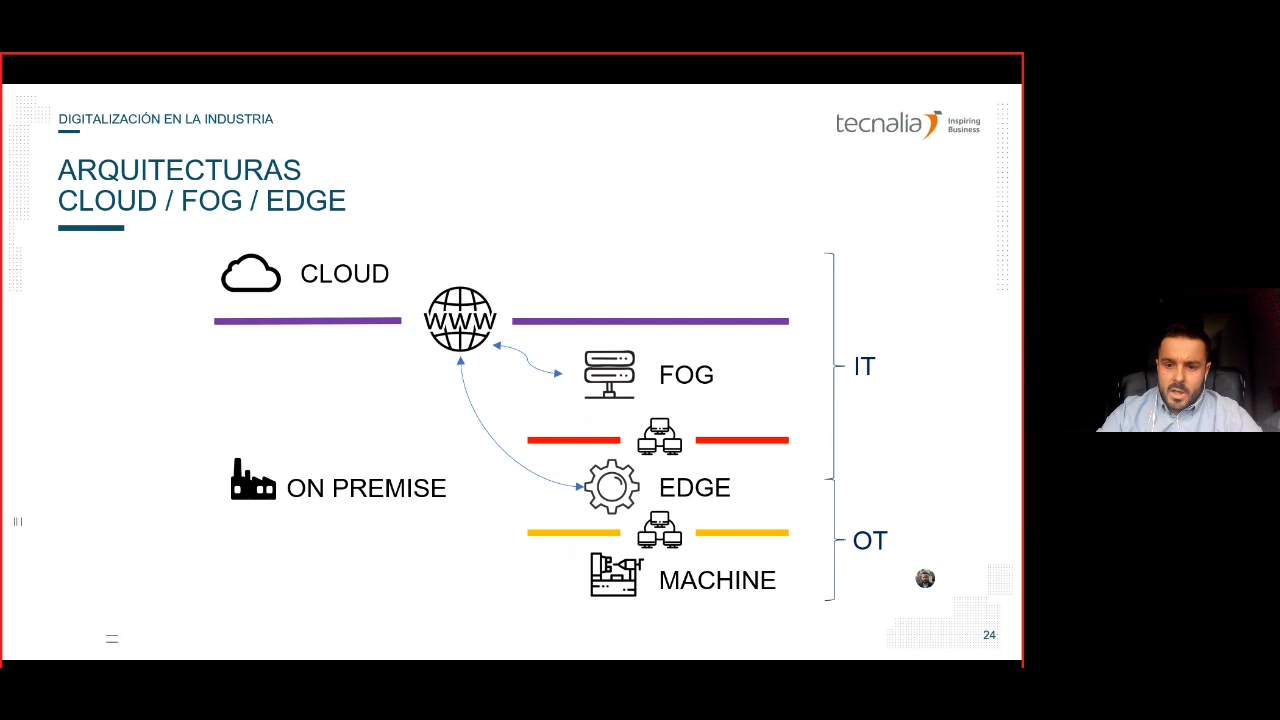 DIGITALIZACIÓN EN LA INDUSTRIA
tecnalia Inspiring
Business
ARQUITECTURAS
CLOUD / FOG / EDGE
CLOUD
WWW
FOG
IT
ON PREMISE
EDGE
OT
MACHINE
24